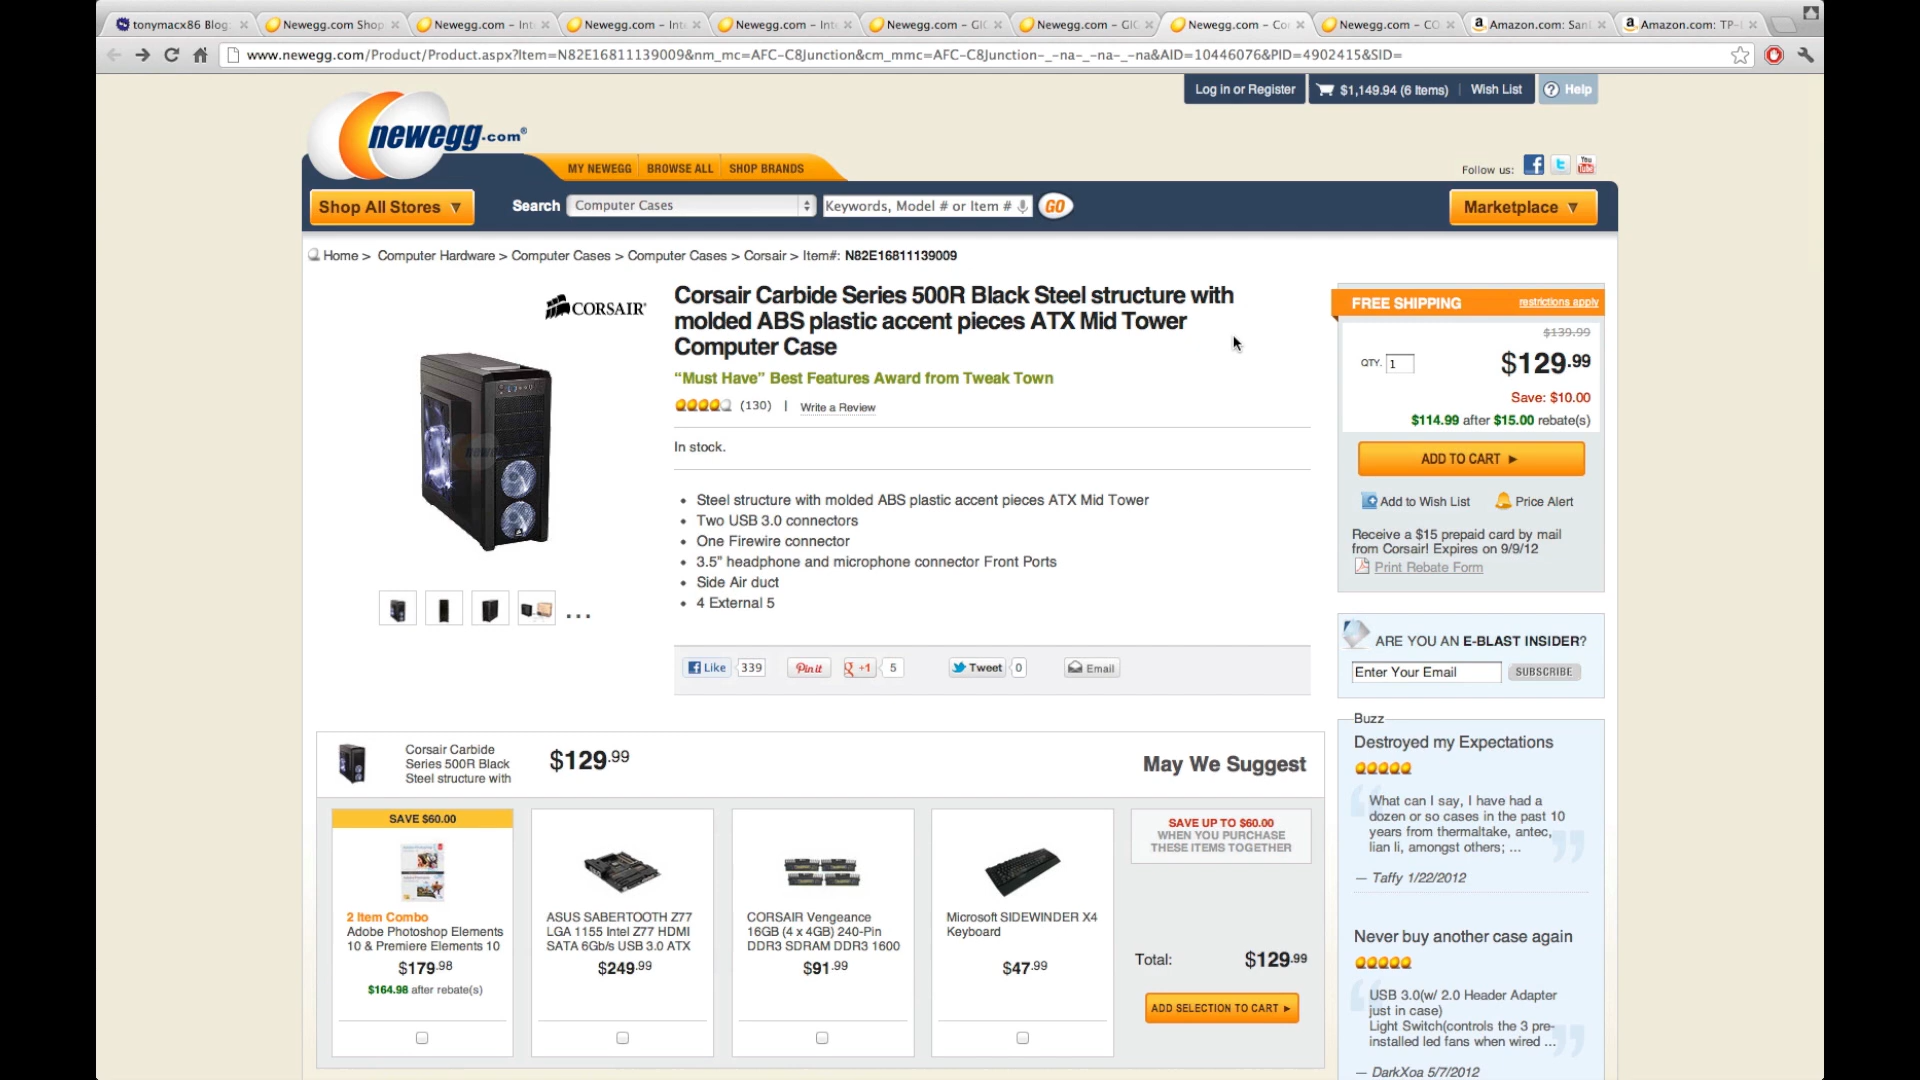 tonymacx86 Blog:
Newegg.com Shop
Newegg.com - Inte
Newegg.com - Inte
Newegg.com - Inte
Newegg.com - GIG
Newegg.com - GIG
Newegg.com - Co
Newegg.com - CO
Amazon.com: San
Amazon.com: TP-
www.newegg.com/Product/Product.aspx?Item=N82E16811139009&nm_mc=AFC-C8Junction&cm_mmc=AFC-C8Junction-_-na-_-na-_-na&AID=10446076&PID=4902415&SID=
Log in or Register
$1,149.94 (6 Items) | Wish List
? Help
newegg.com®
MY NEWEGG
BROWSE ALL
SHOP BRANDS
Follow us:
You Tube
Shop All Stores ▼
Search
Computer Cases
Keywords, Model # or Item #
GO
Marketplace ▼
Home > Computer Hardware > Computer Cases > Computer Cases > Corsair > Item#: N82E16811139009
CORSAIR
Corsair Carbide Series 500R Black Steel structure with
molded ABS plastic accent pieces ATX Mid Tower
Computer Case
“Must Have” Best Features Award from Tweak Town
(130) | Write a Review
In stock.
• Steel structure with molded ABS plastic accent pieces ATX Mid Tower
• Two USB 3.0 connectors
• One Firewire connector
• 3.5" headphone and microphone connector Front Ports
• Side Air duct
• 4 External 5
...
Like 339
Pin it
+1 5
Tweet 0
Email
FREE SHIPPING restrictions apply
$139.99
QTY. 1
$129.99
Save: $10.00
$114.99 after $15.00 rebate(s)
ADD TO CART ►
Add to Wish List
Price Alert
Receive a $15 prepaid card by mail
from Corsair! Expires on 9/9/12
Print Rebate Form
ARE YOU AN E-BLAST INSIDER?
Enter Your Email
SUBSCRIBE
Buzz
Destroyed my Expectations
What can I say, I have had a
dozen or so cases in the past 10
years from thermaltake, antec,
lian li, amongst others; ...
— Taffy 1/22/2012
Never buy another case again
USB 3.0(w/ 2.0 Header Adapter
just in case)
Light Switch(controls the 3 pre-
installed led fans when wired ...
— DarkXoa 5/7/2012
Corsair Carbide
Series 500R Black
Steel structure with
$129.99
May We Suggest
SAVE $60.00
2 Item Combo
Adobe Photoshop Elements
10 & Premiere Elements 10
$179.98
$164.98 after rebate(s)
ASUS SABERTOOTH Z77
LGA 1155 Intel Z77 HDMI
SATA 6Gb/s USB 3.0 ATX
$249.99
CORSAIR Vengeance
16GB (4 x 4GB) 240-Pin
DDR3 SDRAM DDR3 1600
$91.99
Microsoft SIDEWINDER X4
Keyboard
$47.99
SAVE UP TO $60.00
WHEN YOU PURCHASE
THESE ITEMS TOGETHER
Total: $129.99
ADD SELECTION TO CART ►